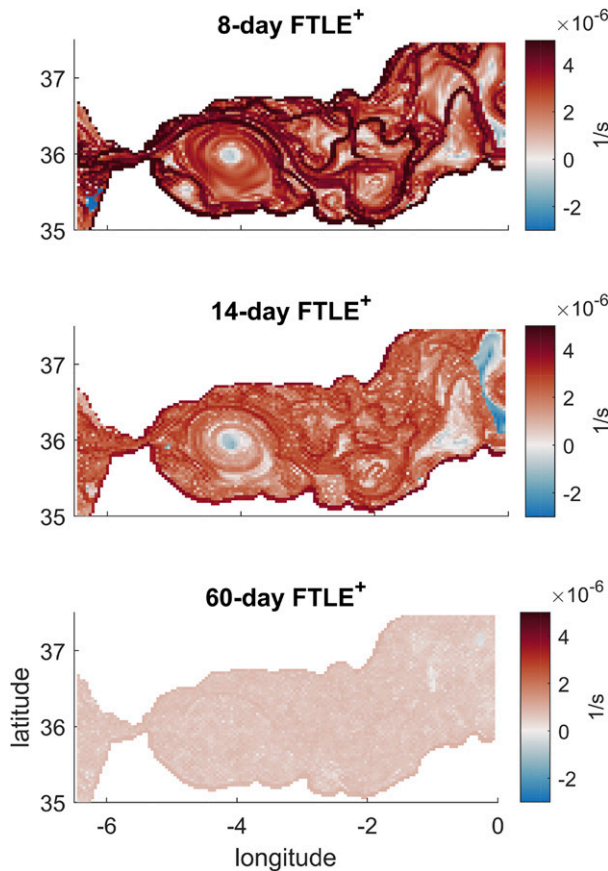 8-day FTLE⁺
×10⁻⁶
37
36
35
4
2
0
-2
1/s
14-day FTLE⁺
×10⁻⁶
37
36
35
4
2
0
-2
1/s
60-day FTLE⁺
×10⁻⁶
37
36
35
latitude
4
2
0
-2
1/s
-6 -4 -2 0
longitude